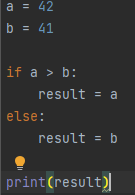 a = 42
b = 41

if a > b:
    result = a
else:
    result = b

print(result)